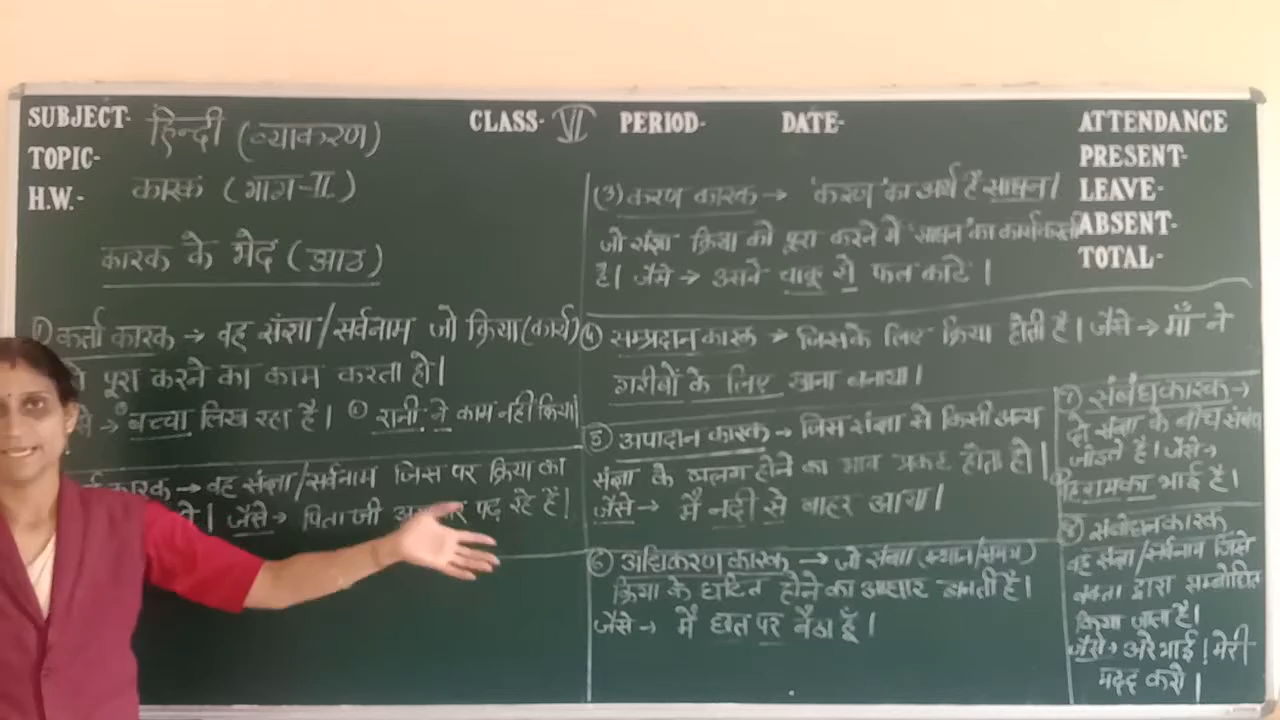 SUBJECT- हिन्दी (व्याकरण)
CLASS- VI
PERIOD-
DATE-
ATTENDANCE
TOPIC-
कारक (भाग-II)
PRESENT-
H.W.-
LEAVE-
ABSENT-
TOTAL-
कारक के भेद (आठ)
① कर्ता कारक → वह संज्ञा/सर्वनाम जो क्रिया (कार्य)
पूरा करने का काम करता हो।
→ ① बच्चा लिख रहा है। ② रानी ने काम नहीं किया।
कारक → वह संज्ञा/सर्वनाम जिस पर क्रिया का
जैसे → पिताजी पढ़ रहे हैं।
(3) करण कारक → 'करण' का अर्थ है साधन।
जो संज्ञा क्रिया को पूरा करने में 'साधन' का कार्य करती
है। जैसे → उसने चाकू से फल काटे।
④ सम्प्रदान कारक → जिसके लिए क्रिया होती है। जैसे → माँ ने
गरीबों के लिए खाना बनाया।
⑤ अपादान कारक → जिस संज्ञा से किसी अन्य
संज्ञा के अलग होने का भाव प्रकट होता हो।
जैसे → मैं नदी से बाहर आया।
⑥ अधिकरण कारक → जो संज्ञा (स्थान/समय)
क्रिया के घटित होने का आधार बनती है।
जैसे → मैं छत पर बैठा हूँ।
⑦ संबंध कारक →
दो संज्ञा के बीच संबंध
जोड़ते हैं। जैसे →
राम का भाई है।
⑧ संबोधन कारक
वह संज्ञा/सर्वनाम जिसे
वक्ता द्वारा सम्बोधित
किया जाता है।
जैसे → अरे भाई! मेरी
मदद करो।